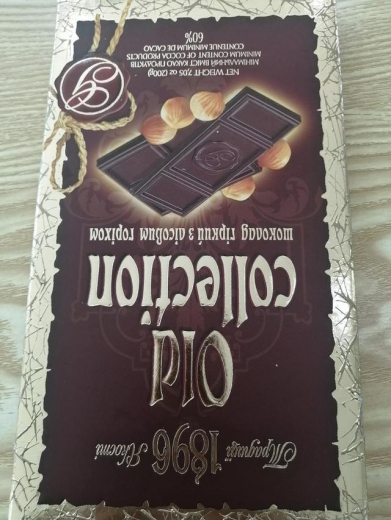 Традиції 1896 Якості
Old
collection
шоколад гіркий з лісовим горіхом
NET WEIGHT 7,05 oz (200g)
МІНІМАЛЬНИЙ ВМІСТ КАКАО ПРОДУКТІВ
MINIMUM CONTENT OF COCOA PRODUCTS
CONTENUE MINIMUM DE CACAO
60%